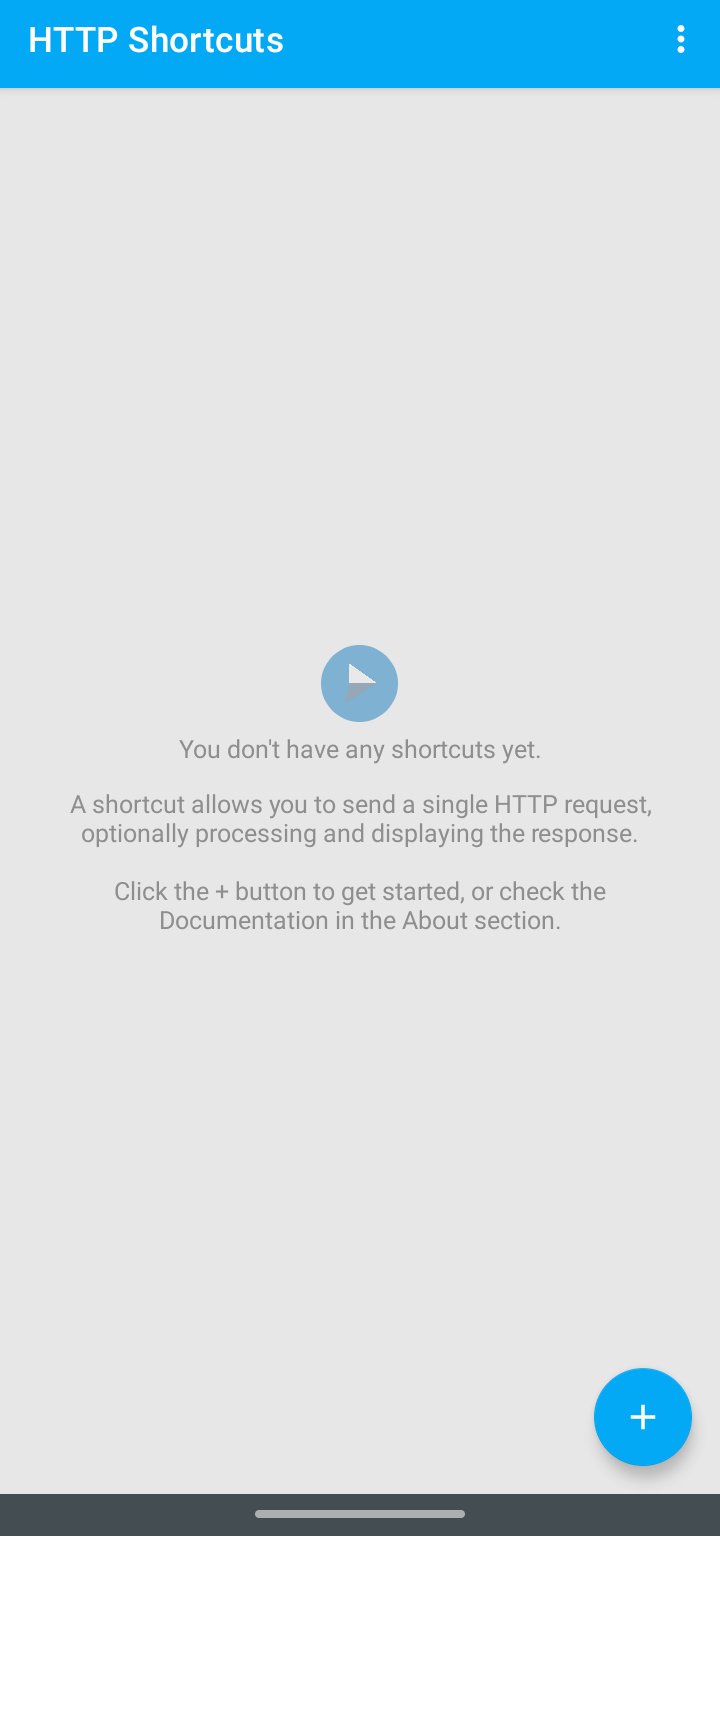 HTTP Shortcuts
You don't have any shortcuts yet.
A shortcut allows you to send a single HTTP request,
optionally processing and displaying the response.
Click the + button to get started, or check the
Documentation in the About section.